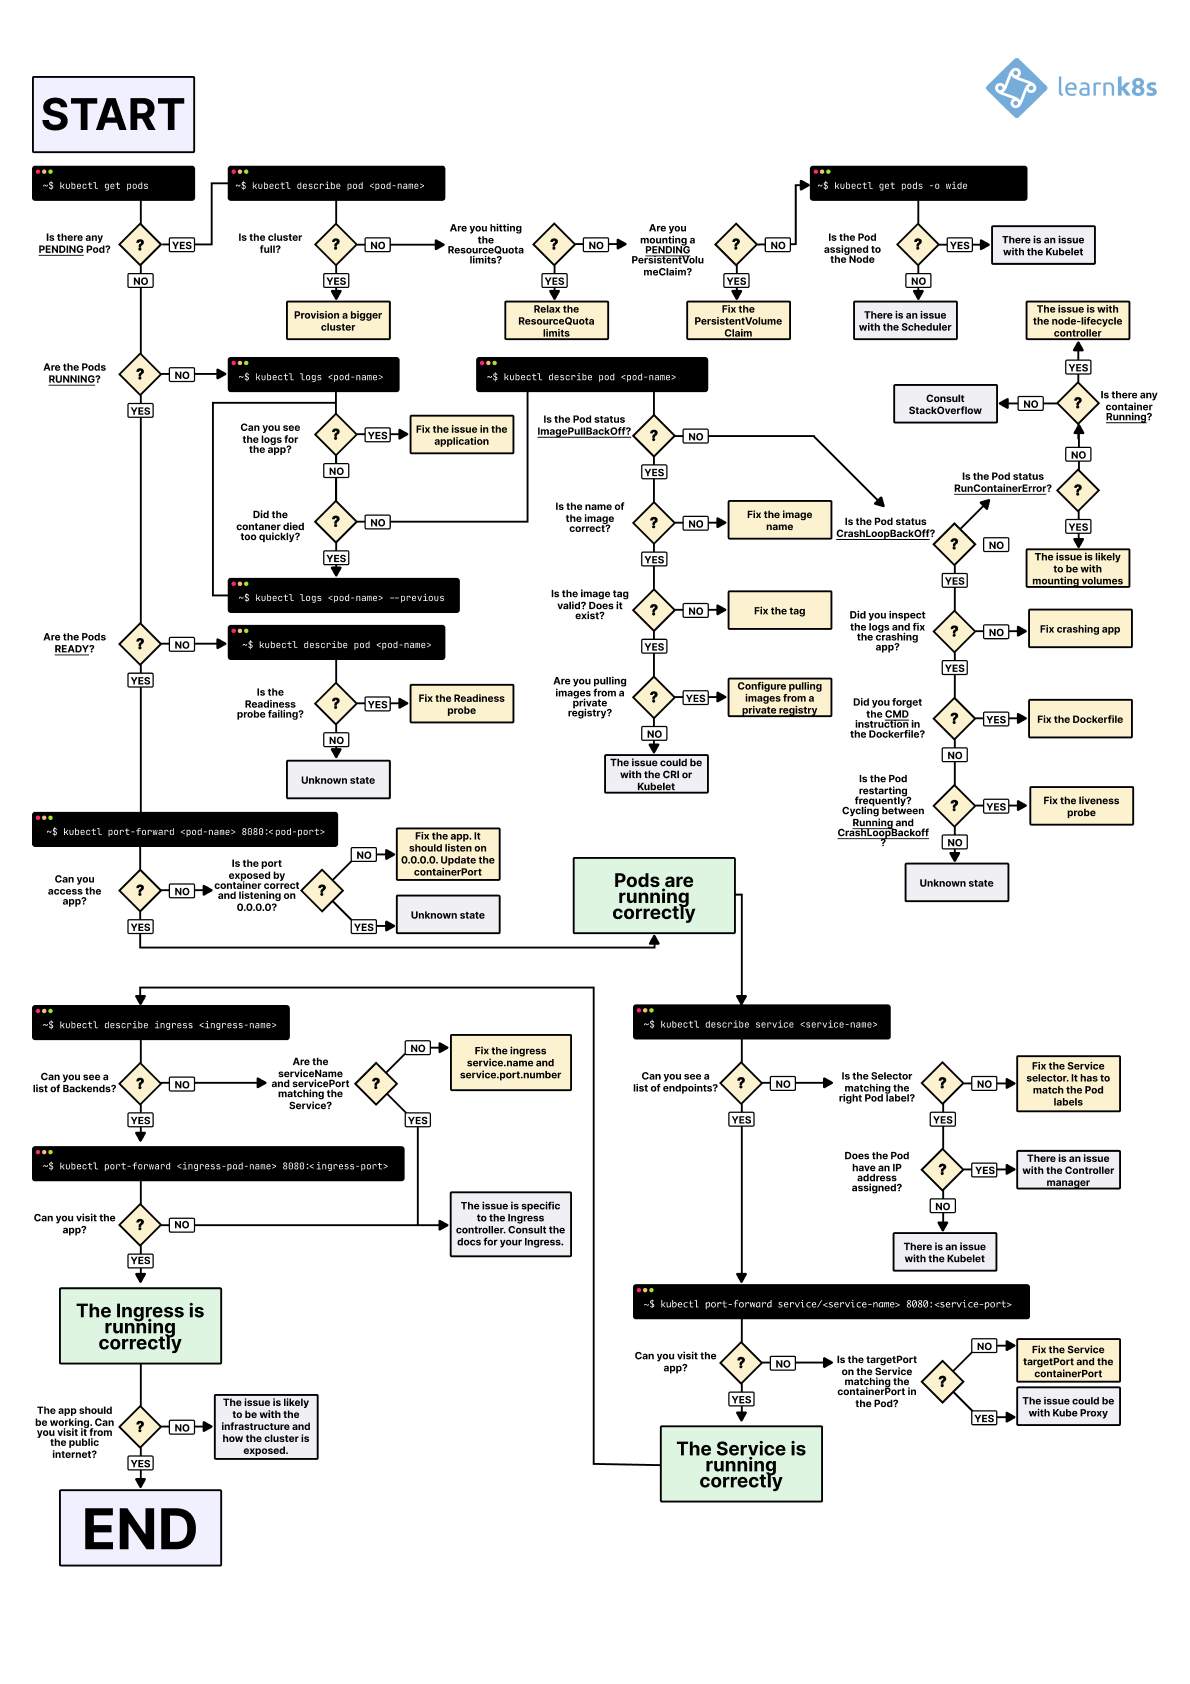 START
learnk8s
~$ kubectl get pods
Is there any
PENDING Pod?
?
YES
NO
~$ kubectl describe pod <pod-name>
Is the cluster
full?
?
NO
YES
Provision a bigger
cluster
Are you hitting
the
ResourceQuota
limits?
?
NO
YES
Relax the
ResourceQuota
limits
Are you
mounting a
PENDING
PersistentVolu
meClaim?
?
NO
YES
Fix the
PersistentVolume
Claim
~$ kubectl get pods -o wide
Is the Pod
assigned to
the Node
?
YES
There is an issue
with the Kubelet
NO
There is an issue
with the Scheduler
Are the Pods
RUNNING?
?
NO
YES
~$ kubectl logs <pod-name>
Can you see
the logs for
the app?
?
YES
Fix the issue in the
application
NO
Did the
contaner died
too quickly?
?
NO
YES
~$ kubectl logs <pod-name> --previous
~$ kubectl describe pod <pod-name>
Is the Pod status
ImagePullBackOff?
?
NO
YES
Is the name of
the image
correct?
?
NO
Fix the image
name
YES
Is the image tag
valid? Does it
exist?
?
NO
Fix the tag
YES
Are you pulling
images from a
private
registry?
?
YES
Configure pulling
images from a
private registry
NO
The issue could be
with the CRI or
Kubelet
The issue is with
the node-lifecycle
controller
YES
Consult
StackOverflow
NO
?
Is there any
container
Running?
NO
Is the Pod status
RunContainerError?
?
YES
The issue is likely
to be with
mounting volumes
Is the Pod status
CrashLoopBackOff?
?
NO
YES
Did you inspect
the logs and fix
the crashing
app?
?
NO
Fix crashing app
YES
Did you forget
the CMD
instruction in
the Dockerfile?
?
YES
Fix the Dockerfile
NO
Is the Pod
restarting
frequently?
Cycling between
Running and
CrashLoopBackoff
?
?
YES
Fix the liveness
probe
NO
Unknown state
Are the Pods
READY?
?
NO
YES
~$ kubectl describe pod <pod-name>
Is the
Readiness
probe failing?
?
YES
Fix the Readiness
probe
NO
Unknown state
~$ kubectl port-forward <pod-name> 8080:<pod-port>
Can you
access the
app?
?
NO
YES
Is the port
exposed by
container correct
and listening on
0.0.0.0?
?
NO
Fix the app. It
should listen on
0.0.0.0. Update the
containerPort
YES
Unknown state
Pods are
running
correctly
~$ kubectl describe ingress <ingress-name>
Can you see a
list of Backends?
?
NO
YES
Are the
serviceName
and servicePort
matching the
Service?
?
NO
Fix the ingress
service.name and
service.port.number
YES
~$ kubectl port-forward <ingress-pod-name> 8080:<ingress-port>
Can you visit the
app?
?
NO
The issue is specific
to the Ingress
controller. Consult the
docs for your Ingress.
YES
The Ingress is
running
correctly
The app should
be working. Can
you visit it from
the public
internet?
?
NO
The issue is likely
to be with the
infrastructure and
how the cluster is
exposed.
YES
END
~$ kubectl describe service <service-name>
Can you see a
list of endpoints?
?
NO
YES
Is the Selector
matching the
right Pod label?
?
NO
Fix the Service
selector. It has to
match the Pod
labels
YES
Does the Pod
have an IP
address
assigned?
?
YES
There is an issue
with the Controller
manager
NO
There is an issue
with the Kubelet
~$ kubectl port-forward service/<service-name> 8080:<service-port>
Can you visit the
app?
?
NO
YES
Is the targetPort
on the Service
matching the
containerPort in
the Pod?
?
NO
Fix the Service
targetPort and the
containerPort
YES
The issue could be
with Kube Proxy
The Service is
running
correctly